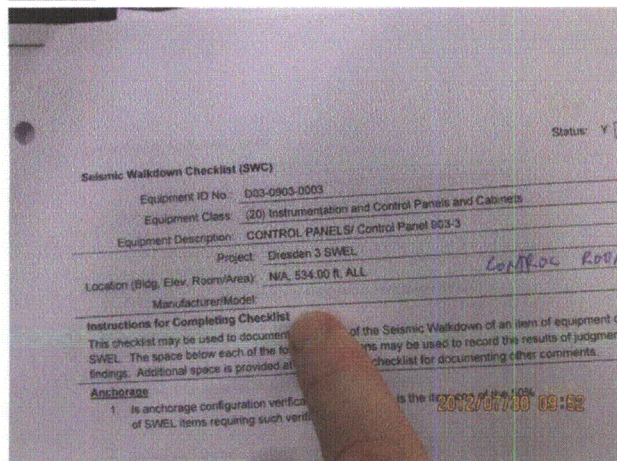 Status: Y
Seismic Walkdown Checklist (SWC)
Equipment ID No.: D03-0903-0003
Equipment Class: (20) Instrumentation and Control Panels and Cabinets
Equipment Description: CONTROL PANELS/ Control Panel 903-3
Project: Dresden 3 SWEL
Location (Bldg, Elev, Room/Area): N/A, 534.00 ft, ALL CONTROL ROOM
Manufacturer/Model:
Instructions for Completing Checklist
This checklist may be used to document of the Seismic Walkdown of an item of equipment
SWEL. The space below each of the may be used to record the results of judgment
findings. Additional space is provided checklist for documenting other comments.
Anchorage
1 Is anchorage configuration is the of the 50%
of SWEL items requiring such
2012/07/30 09:52